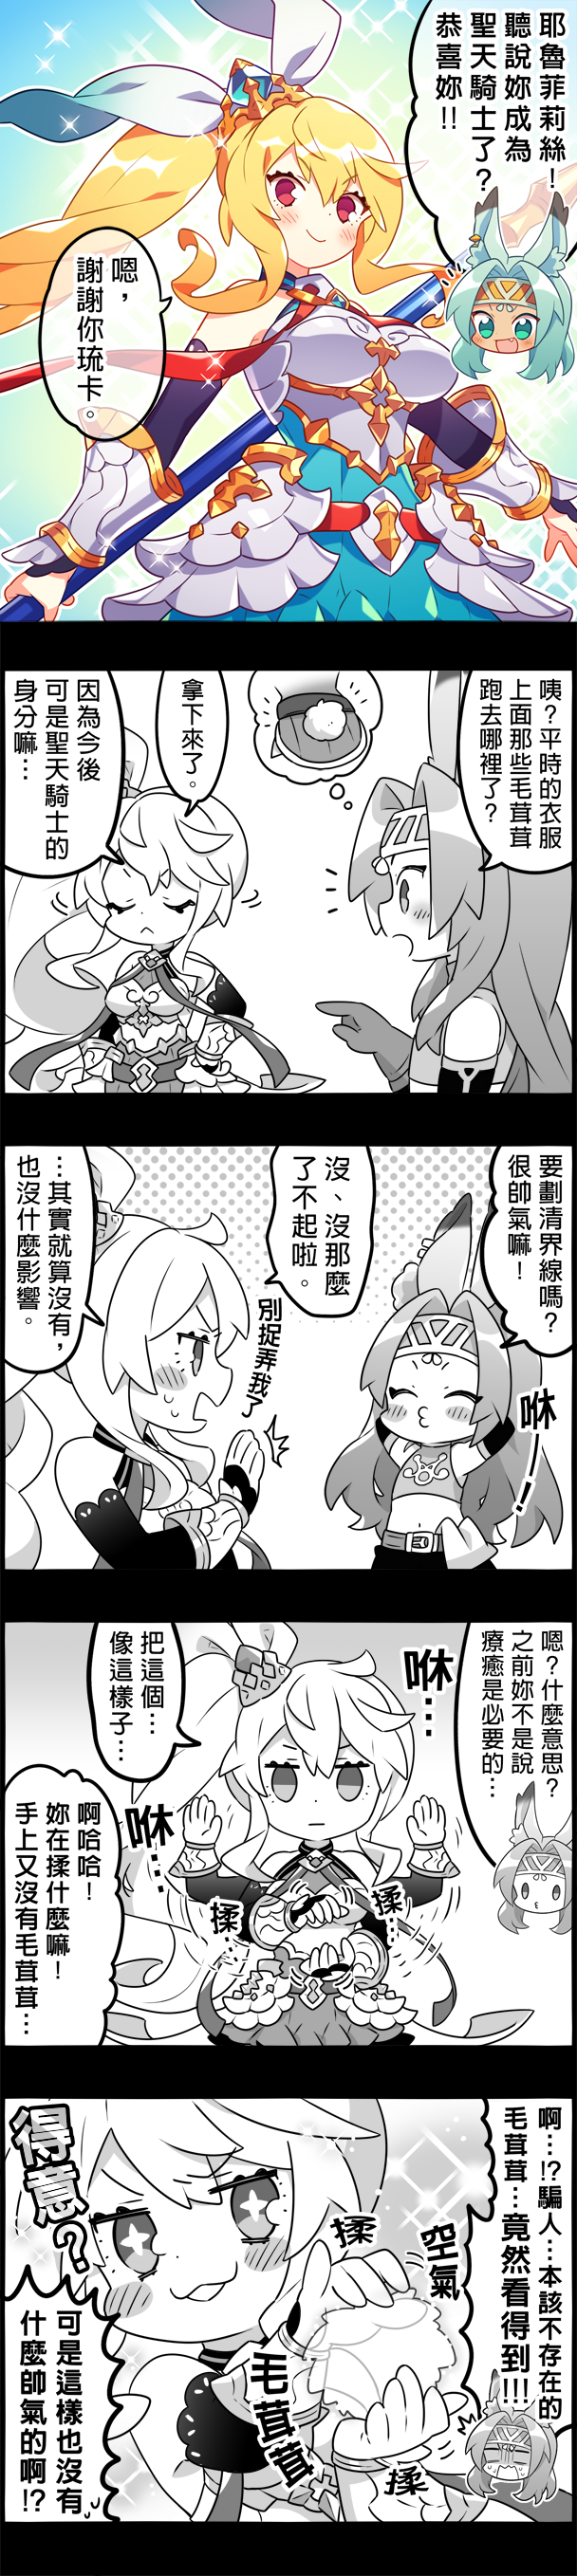 耶魯菲莉絲！
聽說妳成為
聖天騎士了？
恭喜妳!!
嗯，
謝謝你琉卡。
咦？平時的衣服
上面那些毛茸茸
跑去哪裡了？
拿下來了。
因為今後
可是聖天騎士的
身分嘛…
要劃清界線嗎？
很帥氣嘛！
咻——！
沒、沒那麼
了不起啦。
別捉弄我了
…其實就算沒有，
也沒什麼影響。
嗯？什麼意思？
之前妳不是說
療癒是必要的…
咻…
把這個…
像這樣子…
咻…
揉…
揉…
啊哈哈！
妳在揉什麼嘛！
手上又沒有毛茸茸…
啊…!?騙人…本該不存在的
毛茸茸…竟然看得到!!!
揉
空氣
毛茸茸
揉
得意？
可是這樣也沒有
什麼帥氣的啊!?